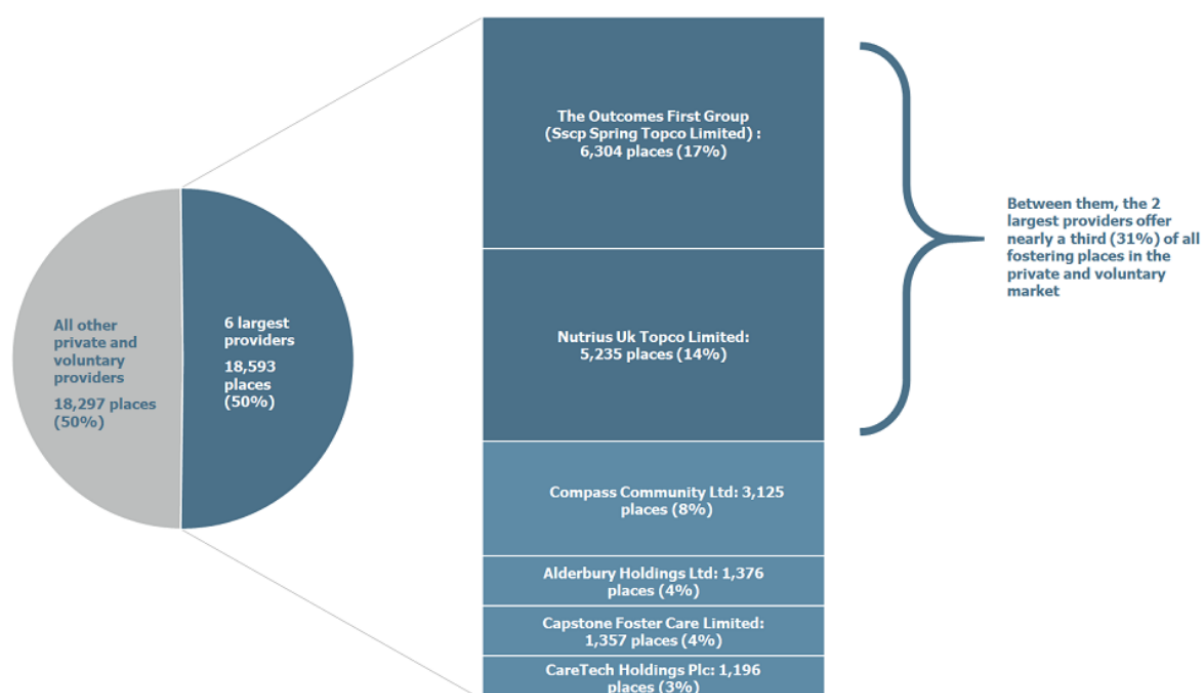 The Outcomes First Group
(Sscp Spring Topco Limited) :
6,304 places (17%)
Nutrius Uk Topco Limited:
5,235 places (14%)
Compass Community Ltd: 3,125
places (8%)
Alderbury Holdings Ltd: 1,376
places (4%)
Capstone Foster Care Limited:
1,357 places (4%)
CareTech Holdings Plc: 1,196
places (3%)
All other
private and
voluntary
providers
18,297 places
(50%)
6 largest
providers
18,593
places
(50%)
Between them, the 2
largest providers offer
nearly a third (31%) of all
fostering places in the
private and voluntary
market